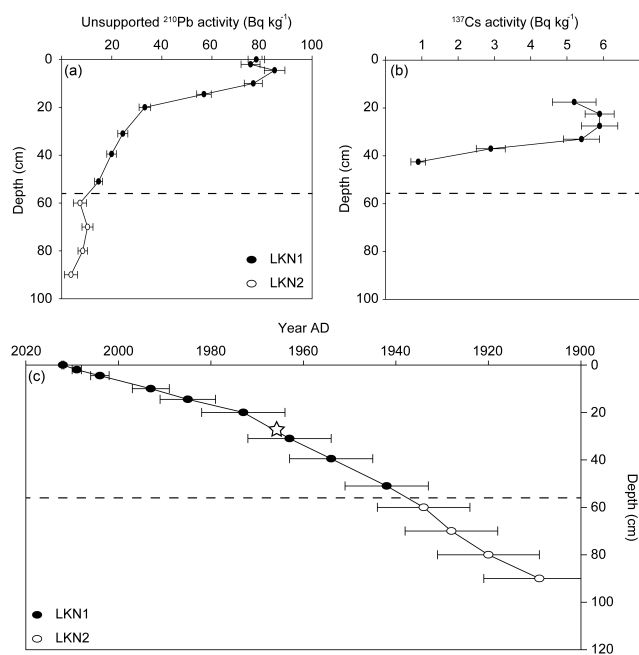 Unsupported ²¹⁰Pb activity (Bq kg⁻¹)
20 40 60 80 100
(a)
0
20
40
60
80
100
Depth (cm)
LKN1
LKN2
¹³⁷Cs activity (Bq kg⁻¹)
1 2 3 4 5 6
(b)
0
20
40
60
80
100
Depth (cm)
Year AD
2020 2000 1980 1960 1940 1920 1900
(c)
0
20
40
60
80
100
120
Depth (cm)
LKN1
LKN2